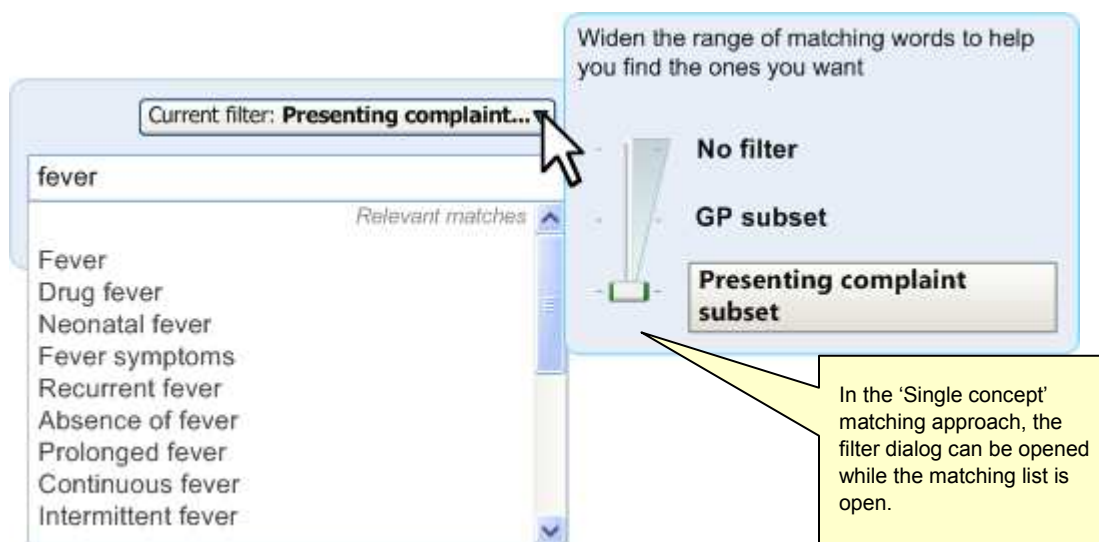 Widen the range of matching words to help
you find the ones you want
Current filter: Presenting complaint...
No filter
fever
GP subset
Relevant matches
Presenting complaint
subset
Fever
Drug fever
Neonatal fever
Fever symptoms
Recurrent fever
Absence of fever
Prolonged fever
Continuous fever
Intermittent fever
In the ‘Single concept’
matching approach, the
filter dialog can be opened
while the matching list is
open.